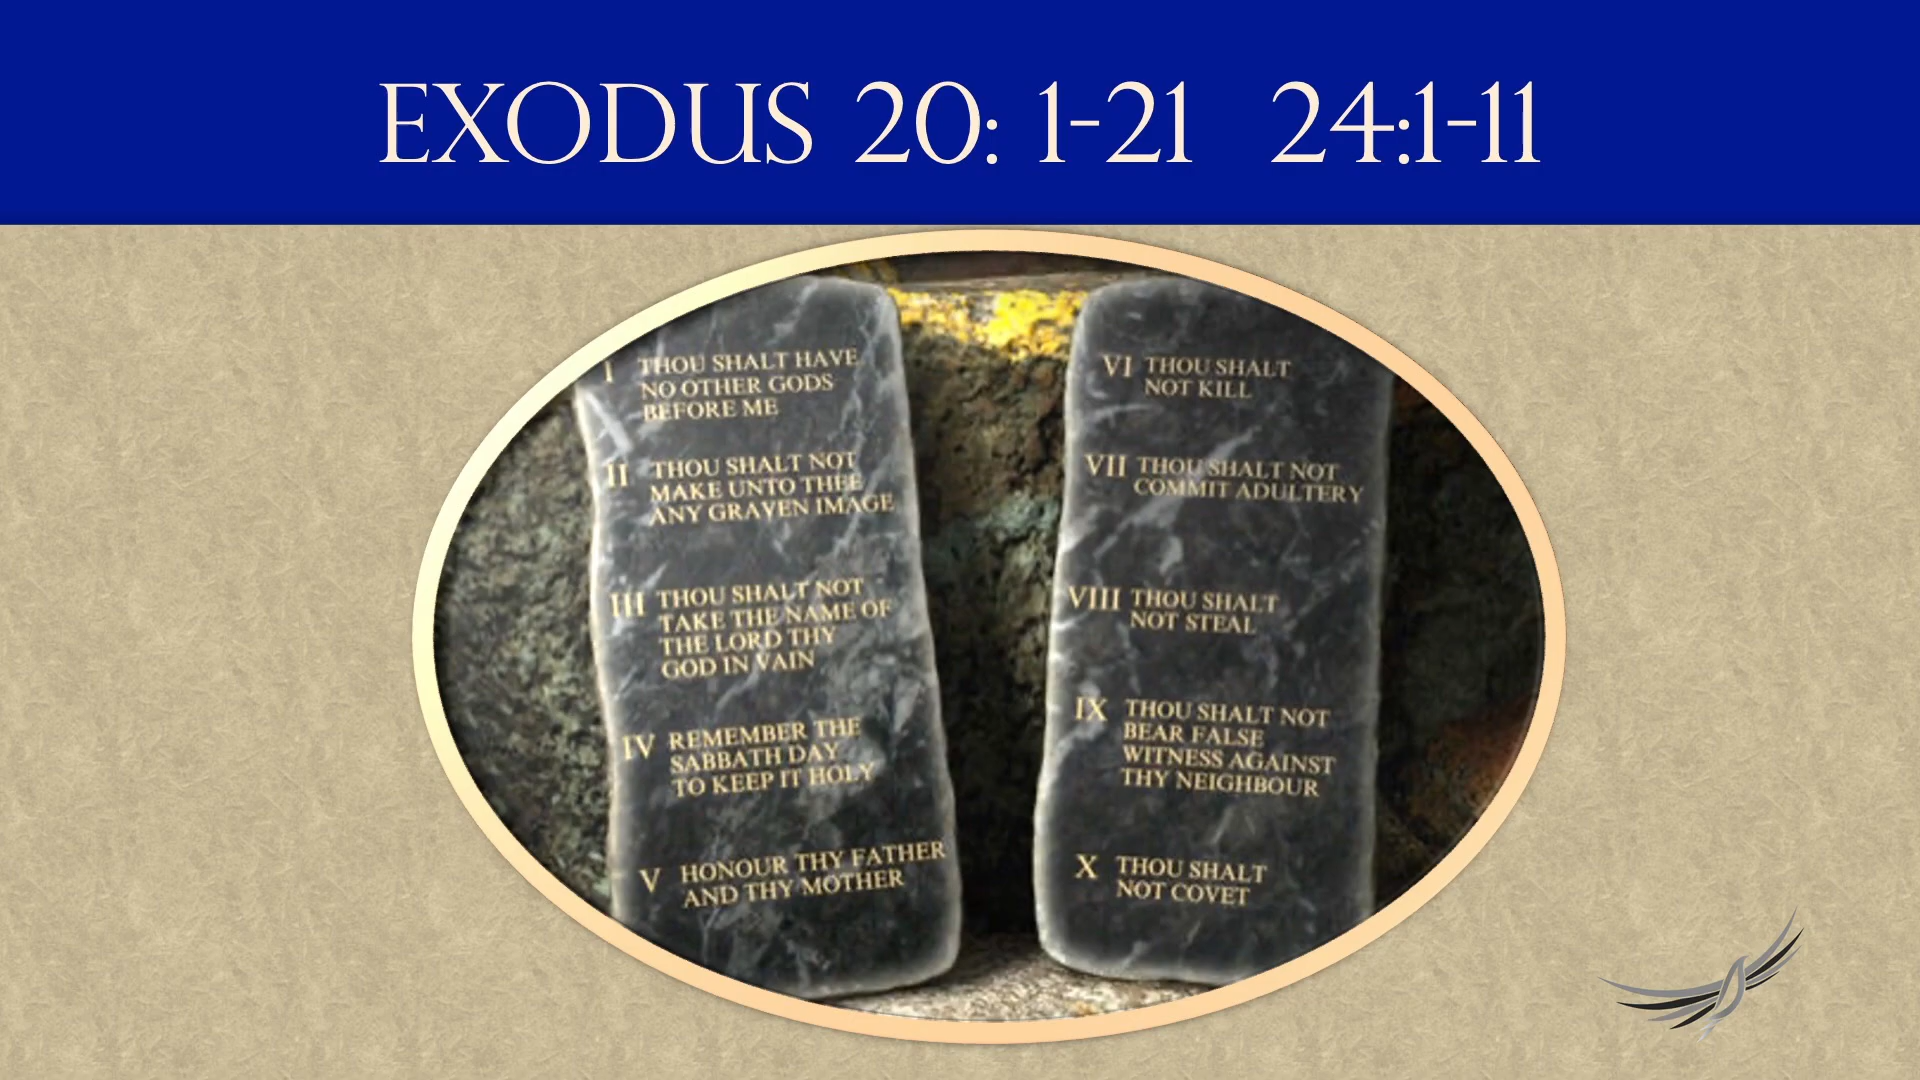 EXODUS 20: 1-21 24:1-11
I THOU SHALT HAVE
NO OTHER GODS
BEFORE ME
II THOU SHALT NOT
MAKE UNTO THEE
ANY GRAVEN IMAGE
III THOU SHALT NOT
TAKE THE NAME OF
THE LORD THY
GOD IN VAIN
IV REMEMBER THE
SABBATH DAY
TO KEEP IT HOLY
V HONOUR THY FATHER
AND THY MOTHER
VI THOU SHALT
NOT KILL
VII THOU SHALT NOT
COMMIT ADULTERY
VIII THOU SHALT
NOT STEAL
IX THOU SHALT NOT
BEAR FALSE
WITNESS AGAINST
THY NEIGHBOUR
X THOU SHALT
NOT COVET